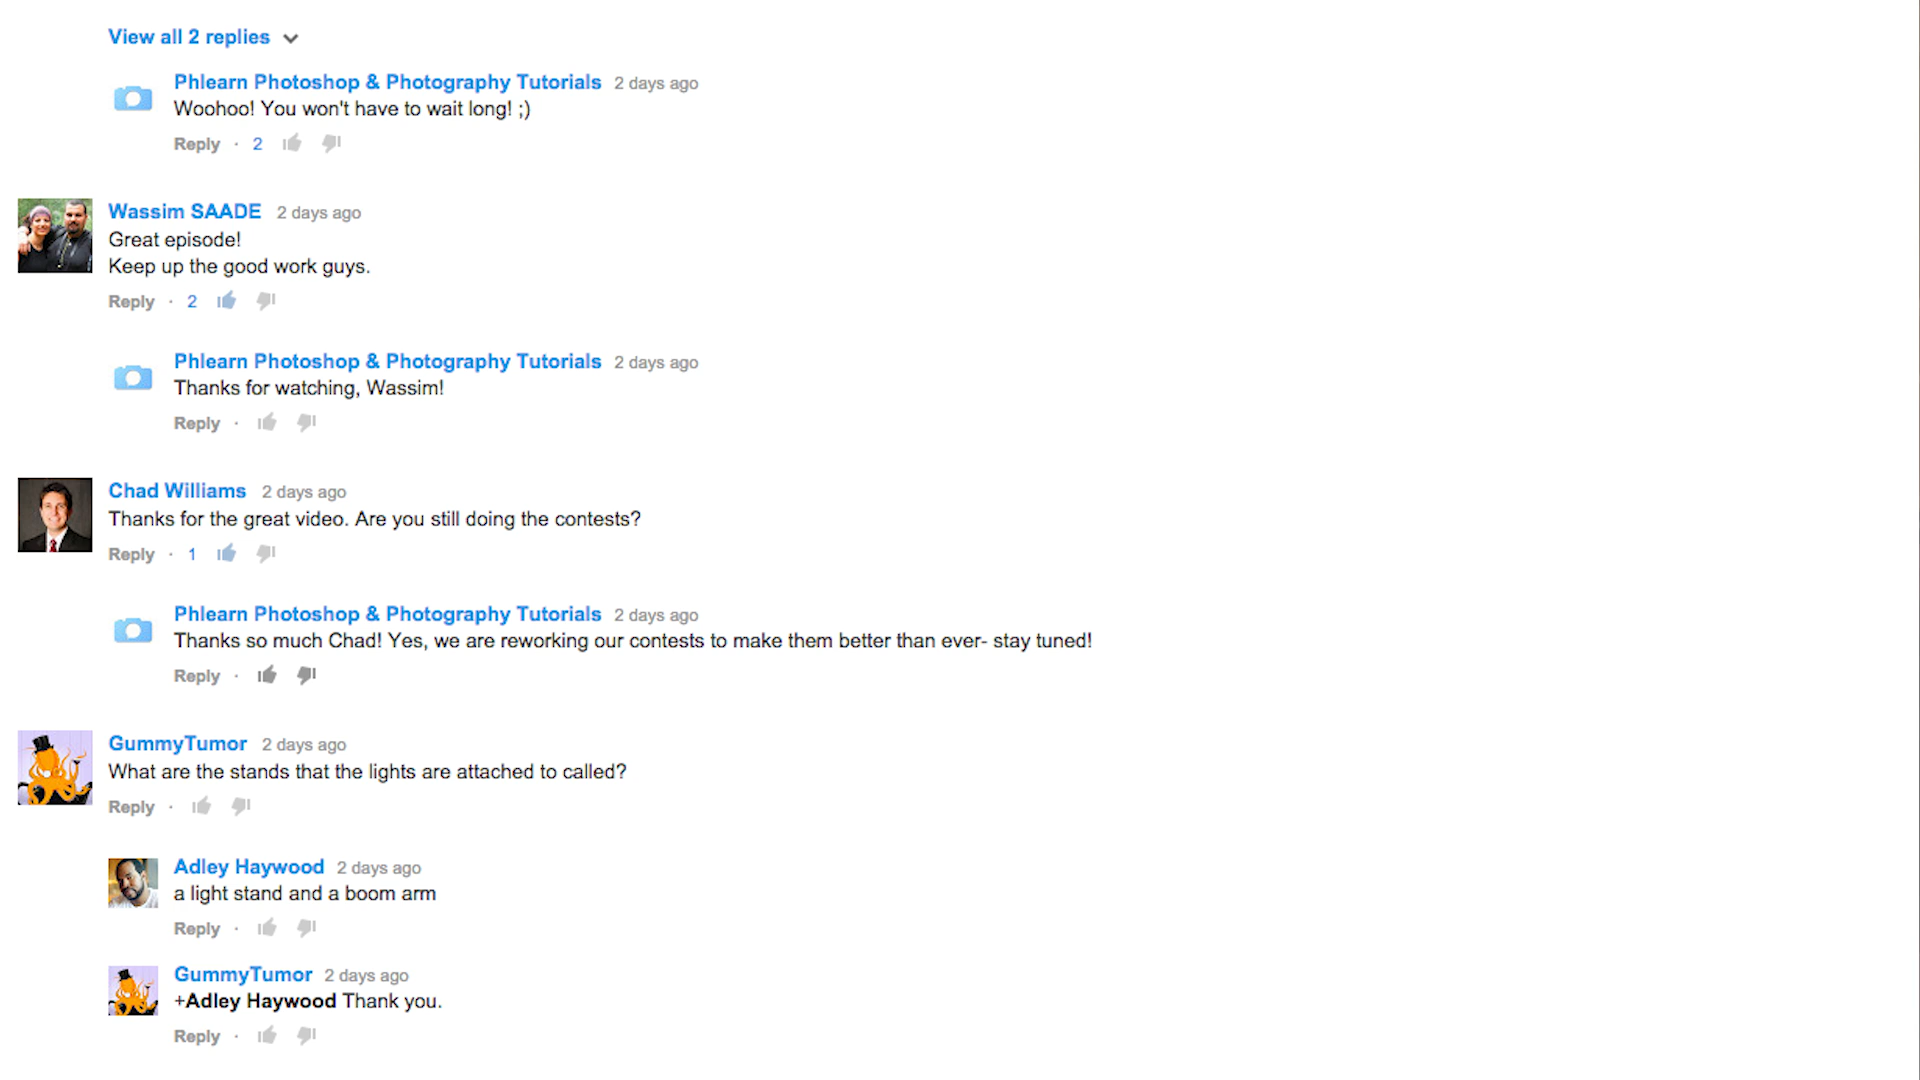 View all 2 replies
Phlearn Photoshop & Photography Tutorials 2 days ago
Woohoo! You won't have to wait long! ;)
Reply · 2
Wassim SAADE 2 days ago
Great episode!
Keep up the good work guys.
Reply · 2
Phlearn Photoshop & Photography Tutorials 2 days ago
Thanks for watching, Wassim!
Reply ·
Chad Williams 2 days ago
Thanks for the great video. Are you still doing the contests?
Reply · 1
Phlearn Photoshop & Photography Tutorials 2 days ago
Thanks so much Chad! Yes, we are reworking our contests to make them better than ever- stay tuned!
Reply ·
GummyTumor 2 days ago
What are the stands that the lights are attached to called?
Reply ·
Adley Haywood 2 days ago
a light stand and a boom arm
Reply ·
GummyTumor 2 days ago
+Adley Haywood Thank you.
Reply ·